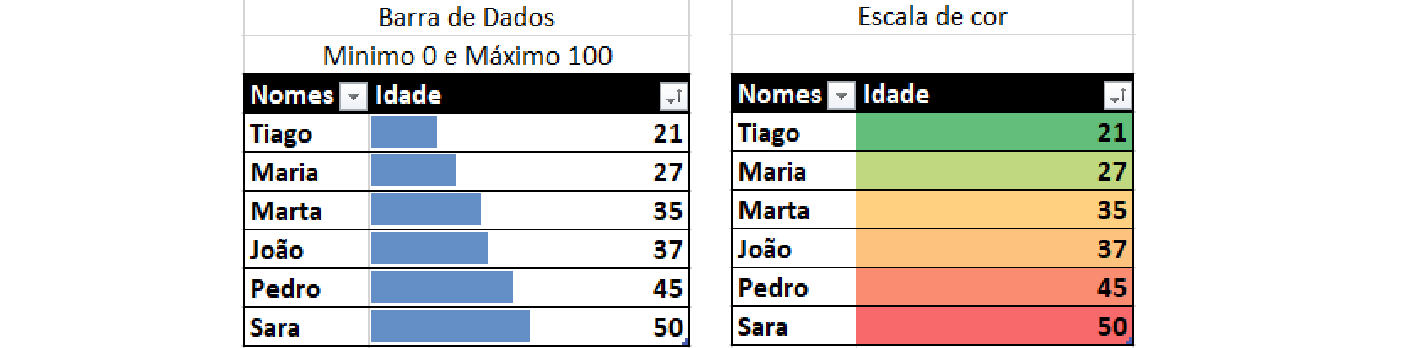 Barra de Dados
Minimo 0 e Máximo 100
Nomes Idade
Tiago 21
Maria 27
Marta 35
João 37
Pedro 45
Sara 50
Escala de cor
Nomes Idade
Tiago 21
Maria 27
Marta 35
João 37
Pedro 45
Sara 50